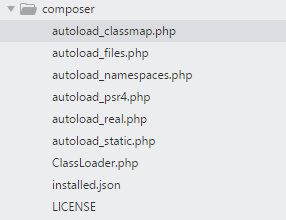 composer
autoload_classmap.php
autoload_files.php
autoload_namespaces.php
autoload_psr4.php
autoload_real.php
autoload_static.php
ClassLoader.php
installed.json
LICENSE